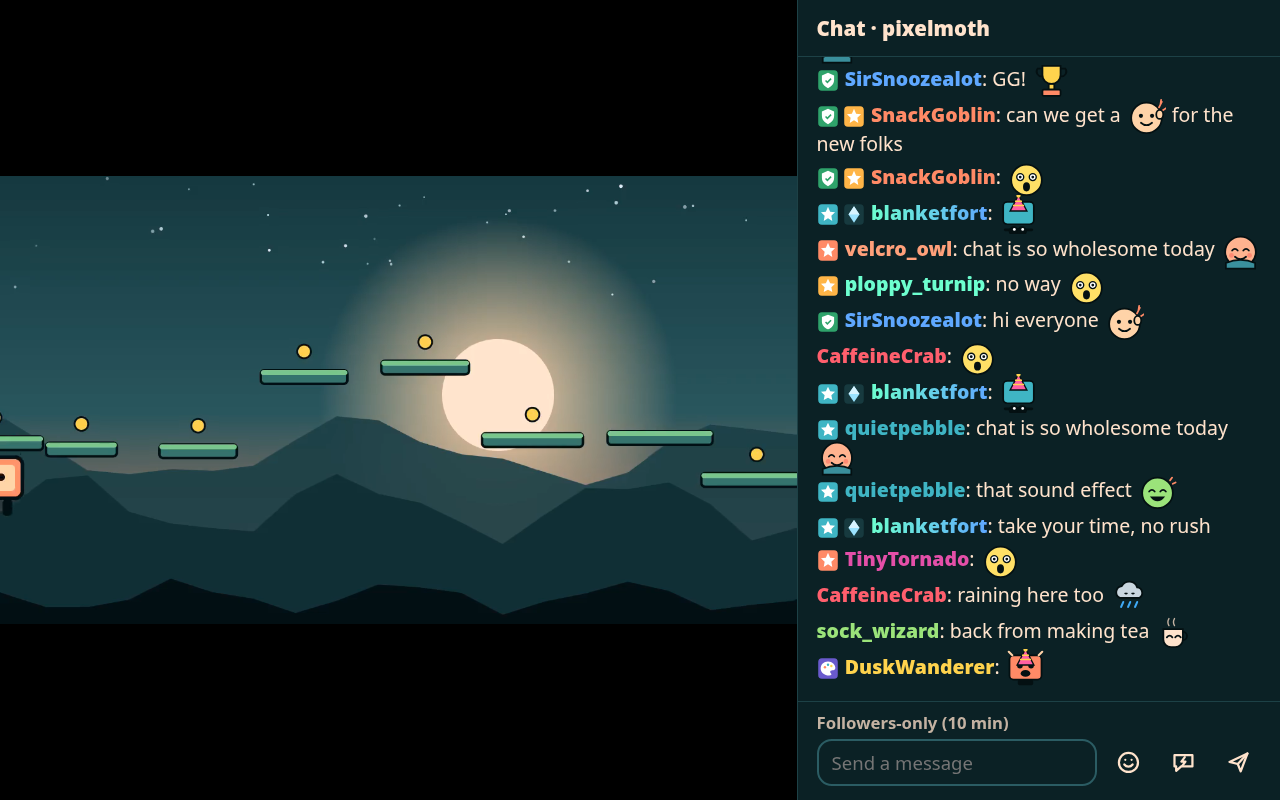 Chat · pixelmoth
SirSnoozealot: GG!
SnackGoblin: can we get a for the
new folks
SnackGoblin:
blanketfort:
velcro_owl: chat is so wholesome today
ploppy_turnip: no way
SirSnoozealot: hi everyone
CaffeineCrab:
blanketfort:
quietpebble: chat is so wholesome today
quietpebble: that sound effect
blanketfort: take your time, no rush
TinyTornado:
CaffeineCrab: raining here too
sock_wizard: back from making tea
DuskWanderer:
Followers-only (10 min)
Send a message